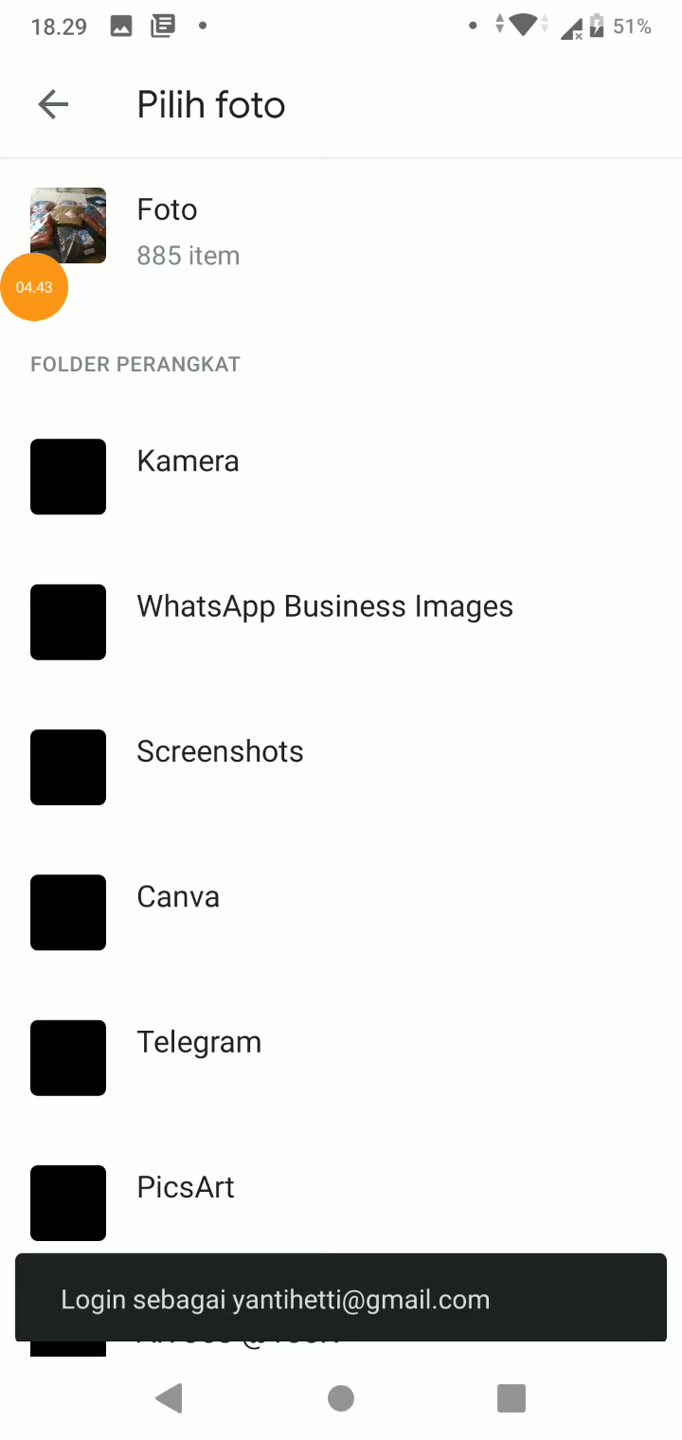 18.29
51%
Pilih foto
Foto
885 item
04.43
FOLDER PERANGKAT
Kamera
WhatsApp Business Images
Screenshots
Canva
Telegram
PicsArt
Login sebagai yantihetti@gmail.com